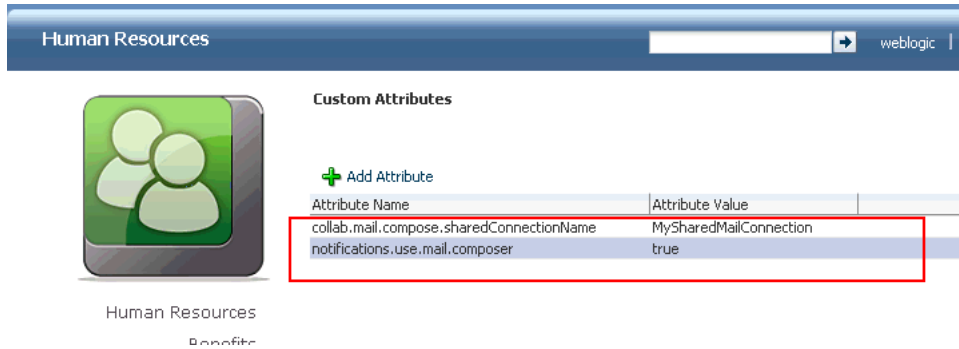 Human Resources
weblogic |
Custom Attributes
Add Attribute
Attribute Name Attribute Value
collab.mail.compose.sharedConnectionName MySharedMailConnection
notifications.use.mail.composer true
Human Resources
Benefits